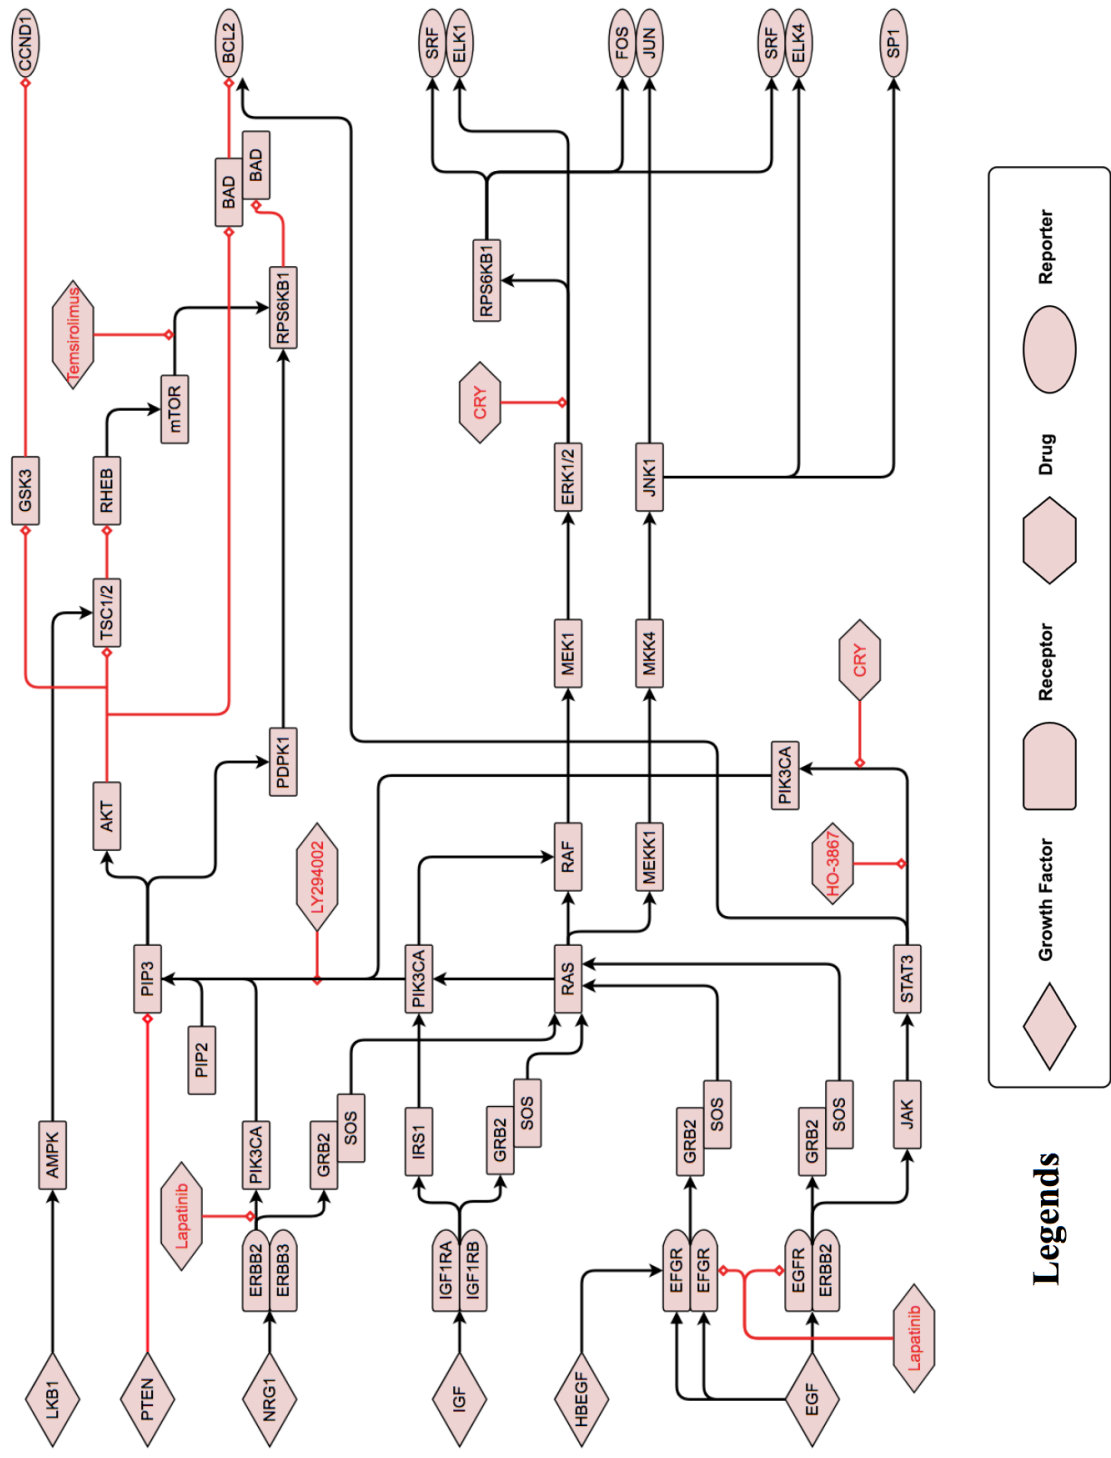 GSK3
CCND1
LKB1
AMPK
Temsirolimus
AKT
TSC1/2
RHEB
PTEN
PIP3
mTOR
Lapatinib
PIP2
BAD
BCL2
ERBB2
PIK3CA
BAD
NRG1
ERBB3
PDPK1
RPS6KB1
LY294002
GRB2
SOS
IRS1
PIK3CA
SRF
IGF1RA
IGF
ELK1
IGF1RB
CRY
RPS6KB1
GRB2
SOS
RAS
RAF
MEK1
ERK1/2
HBEGF
FOS
MEKK1
MKK4
JNK1
JUN
EFGR
GRB2
EFGR
SOS
SRF
PIK3CA
EGFR
ELK4
EGF
GRB2
ERBB2
HO-3867
SOS
CRY
SP1
JAK
STAT3
Lapatinib
Legends
Growth Factor
Receptor
Drug
Reporter